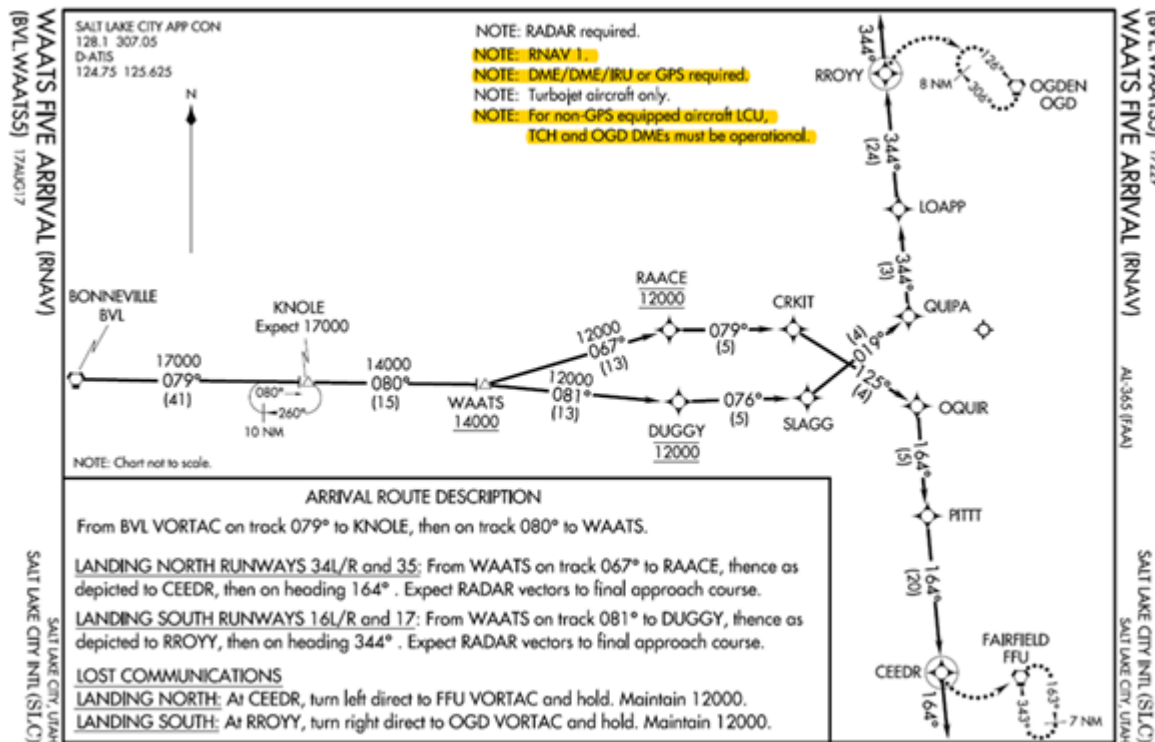 SALT LAKE CITY APP CON
128.1 307.05
D-ATIS
124.75 125.625
N
NOTE: RADAR required.
NOTE: RNAV 1.
NOTE: DME/DME/IRU or GPS required.
NOTE: Turbojet aircraft only.
NOTE: For non-GPS equipped aircraft LCU,
TCH and OGD DMEs must be operational.
344°
RROYY
8 NM
126°
306°
OGDEN
OGD
344°
(24)
LOAPP
344°
(3)
QUIPA
BONNEVILLE
BVL
KNOLE
Expect 17000
RAACE
12000
CRKIT
17000
079°
(41)
14000
080°
(15)
12000
067°
(13)
079°
(5)
(4)
019°
080°
260°
10 NM
WAATS
14000
12000
081°
(13)
DUGGY
12000
076°
(5)
SLAGG
125°
(4)
OQUIR
164°
(5)
PITTT
164°
(20)
CEEDR
164°
FAIRFIELD
FFU
163°
343°
7 NM
NOTE: Chart not to scale.
ARRIVAL ROUTE DESCRIPTION
From BVL VORTAC on track 079° to KNOLE, then on track 080° to WAATS.
LANDING NORTH RUNWAYS 34L/R and 35: From WAATS on track 067° to RAACE, thence as
depicted to CEEDR, then on heading 164° . Expect RADAR vectors to final approach course.
LANDING SOUTH RUNWAYS 16L/R and 17: From WAATS on track 081° to DUGGY, thence as
depicted to RROYY, then on heading 344° . Expect RADAR vectors to final approach course.
LOST COMMUNICATIONS
LANDING NORTH: At CEEDR, turn left direct to FFU VORTAC and hold. Maintain 12000.
LANDING SOUTH: At RROYY, turn right direct to OGD VORTAC and hold. Maintain 12000.
WAATS FIVE ARRIVAL (RNAV)
(BVL.WAATS5) 17AUG17
SALT LAKE CITY, UTAH
SALT LAKE CITY INTL (SLC)
(BVL.WAATS5)
WAATS FIVE ARRIVAL (RNAV)
AL-365 (FAA)
SALT LAKE CITY INTL (SLC)
SALT LAKE CITY, UTAH